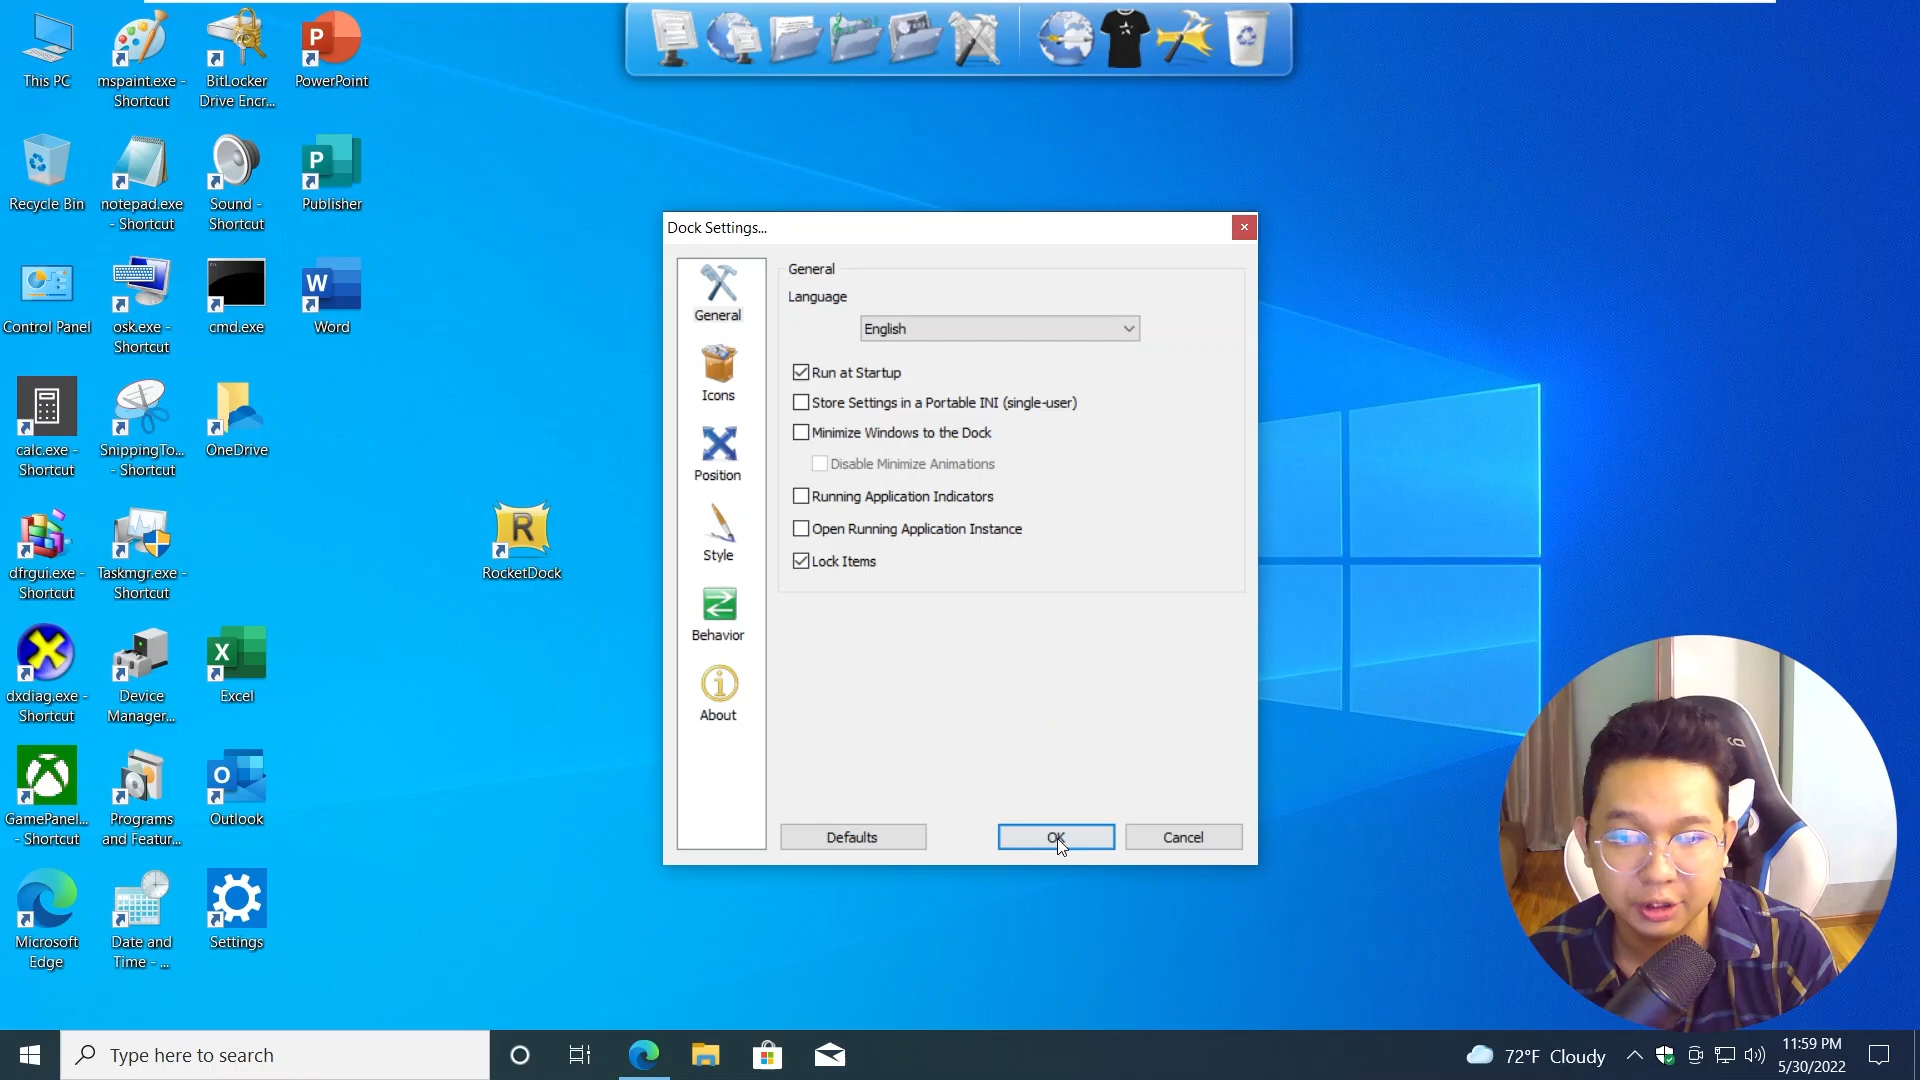 This PC
mspaint.exe -
Shortcut
BitLocker
Drive Encr...
PowerPoint
Recycle Bin
notepad.exe
- Shortcut
Sound -
Shortcut
Publisher
Control Panel
osk.exe -
Shortcut
cmd.exe
Word
calc.exe -
Shortcut
SnippingTo...
- Shortcut
OneDrive
dfrgui.exe -
Shortcut
Taskmgr.exe -
Shortcut
RocketDock
dxdiag.exe -
Shortcut
Device
Manager...
Excel
GamePanel...
- Shortcut
Programs
and Featur...
Outlook
Microsoft
Edge
Date and
Time - ...
Settings
Dock Settings...
General
Icons
Position
Style
Behavior
About
General
Language
English
Run at Startup
Store Settings in a Portable INI (single-user)
Minimize Windows to the Dock
Disable Minimize Animations
Running Application Indicators
Open Running Application Instance
Lock Items
Defaults
OK
Cancel
Type here to search
72°F Cloudy
11:59 PM
5/30/2022